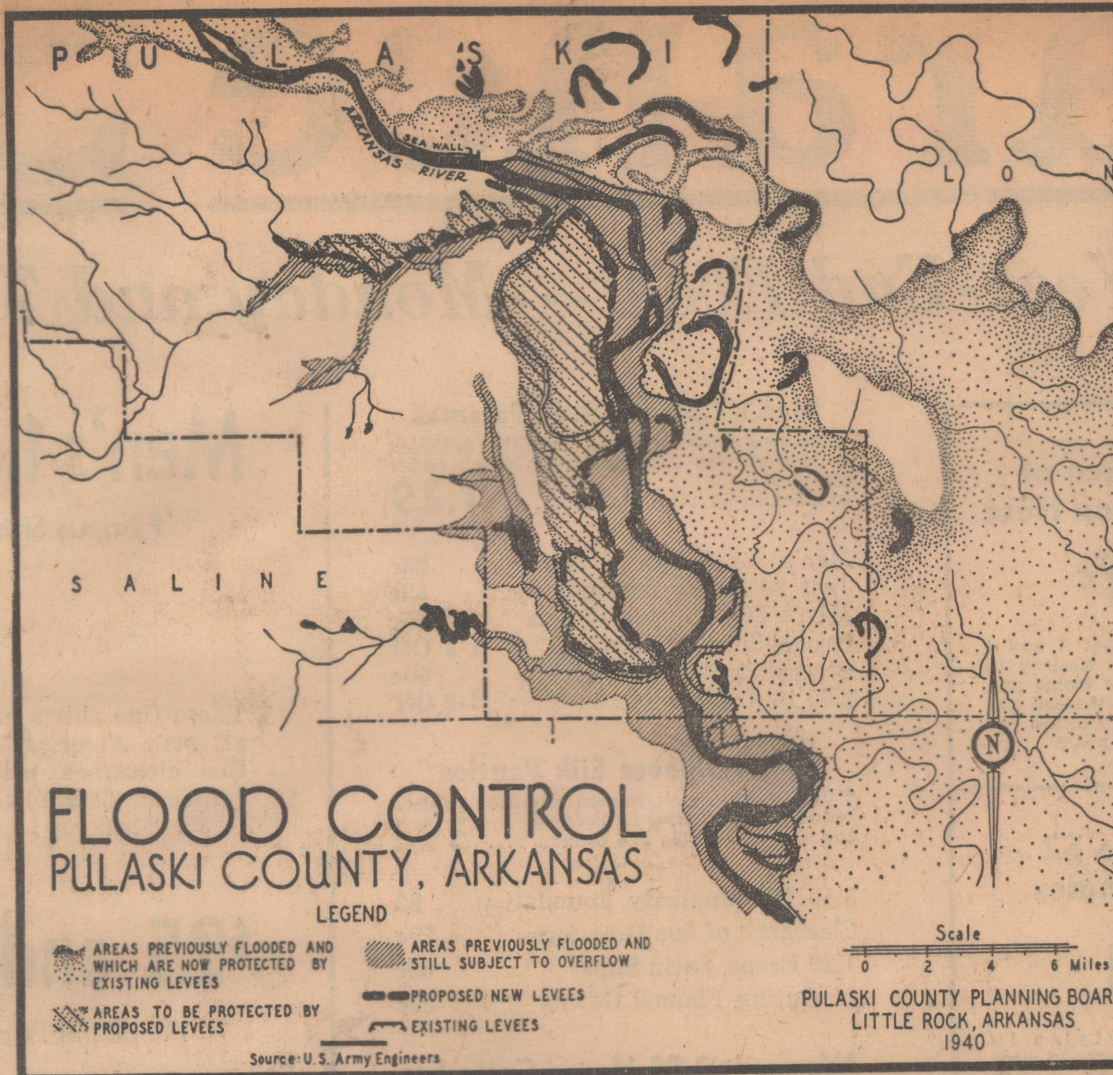 PULASKI
LON
ARKANSAS RIVER
SEA WALL
SALINE
N
FLOOD CONTROL
PULASKI COUNTY, ARKANSAS
LEGEND
AREAS PREVIOUSLY FLOODED AND
WHICH ARE NOW PROTECTED BY
EXISTING LEVEES
AREAS TO BE PROTECTED BY
PROPOSED LEVEES
AREAS PREVIOUSLY FLOODED AND
STILL SUBJECT TO OVERFLOW
PROPOSED NEW LEVEES
EXISTING LEVEES
Source: U.S. Army Engineers
Scale
0 2 4 6 Miles
PULASKI COUNTY PLANNING BOAR
LITTLE ROCK, ARKANSAS
1940